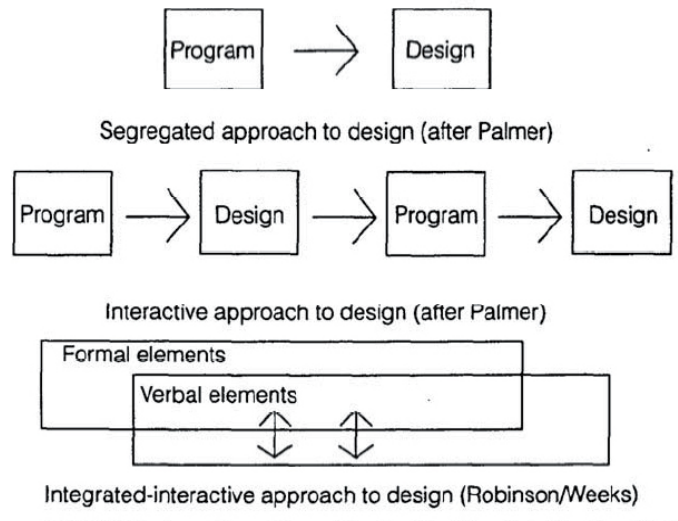 Program Design
Segregated approach to design (after Palmer)
Program Design Program Design
Interactive approach to design (after Palmer)
Formal elements
Verbal elements
Integrated-interactive approach to design (Robinson/Weeks)